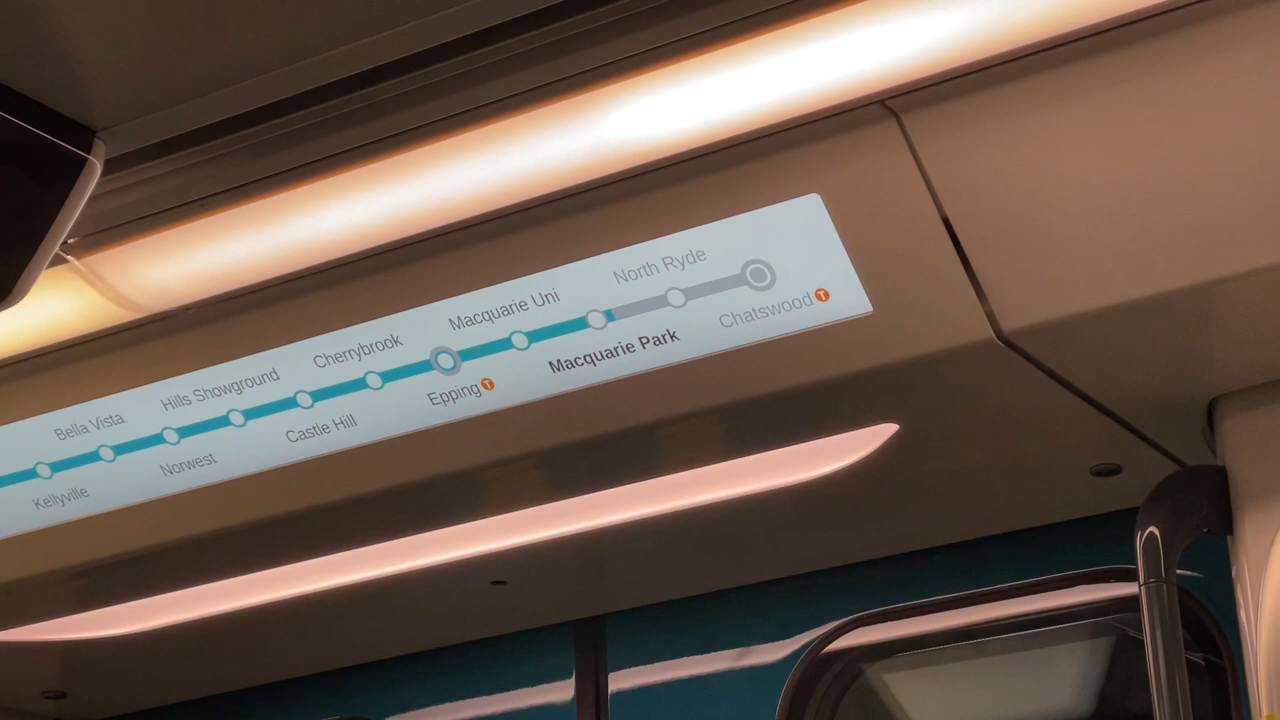 Bella Vista
Hills Showground
Cherrybrook
Macquarie Uni
North Ryde
Kellyville
Norwest
Castle Hill
Epping T
Macquarie Park
Chatswood T